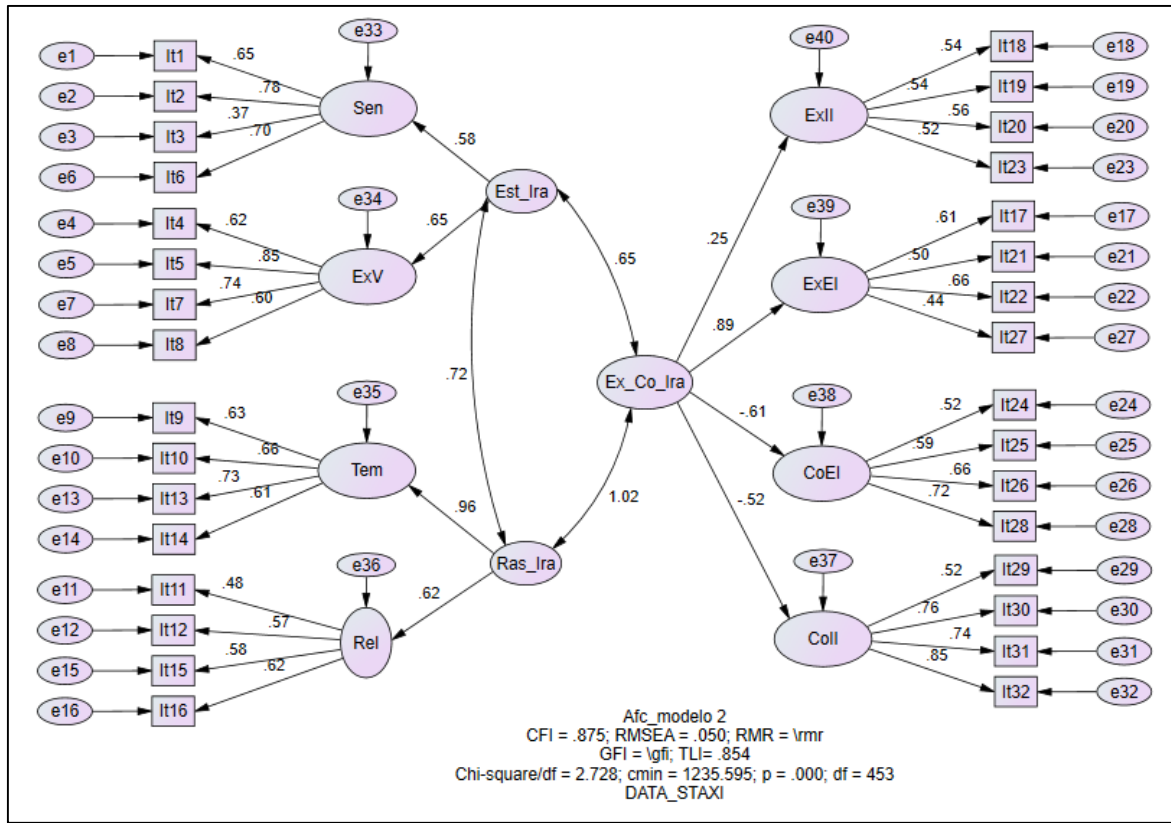 e33
e1 It1 .65
e2 It2 .78
Sen
e3 It3 .37
e6 It6 .70
.58
Est_Ira
e34
e4 It4 .62
.65
e5 It5 .85
ExV
e7 It7 .74
e8 It8 .60
.72
e35
e9 It9 .63
e10 It10 .66
Tem
e13 It13 .73
e14 It14 .61
.96
Ras_Ira
e36
e11 It11 .48
.62
e12 It12 .57
Rel
e15 It15 .58
e16 It16 .62
.65
Ex_Co_Ira
1.02
e40
.54 It18 e18
.54 It19 e19
ExII
.56 It20 e20
.52 It23 e23
.25
e39
.61 It17 e17
.50 It21 e21
ExEI
.66 It22 e22
.44 It27 e27
.89
e38
-.61
.52 It24 e24
.59 It25 e25
CoEI
.66 It26 e26
.72 It28 e28
-.52
e37
.52 It29 e29
.76 It30 e30
CoII
.74 It31 e31
.85 It32 e32
Afc_modelo 2
CFI = .875; RMSEA = .050; RMR = \rmr
GFI = \gfi; TLI= .854
Chi-square/df = 2.728; cmin = 1235.595; p = .000; df = 453
DATA_STAXI